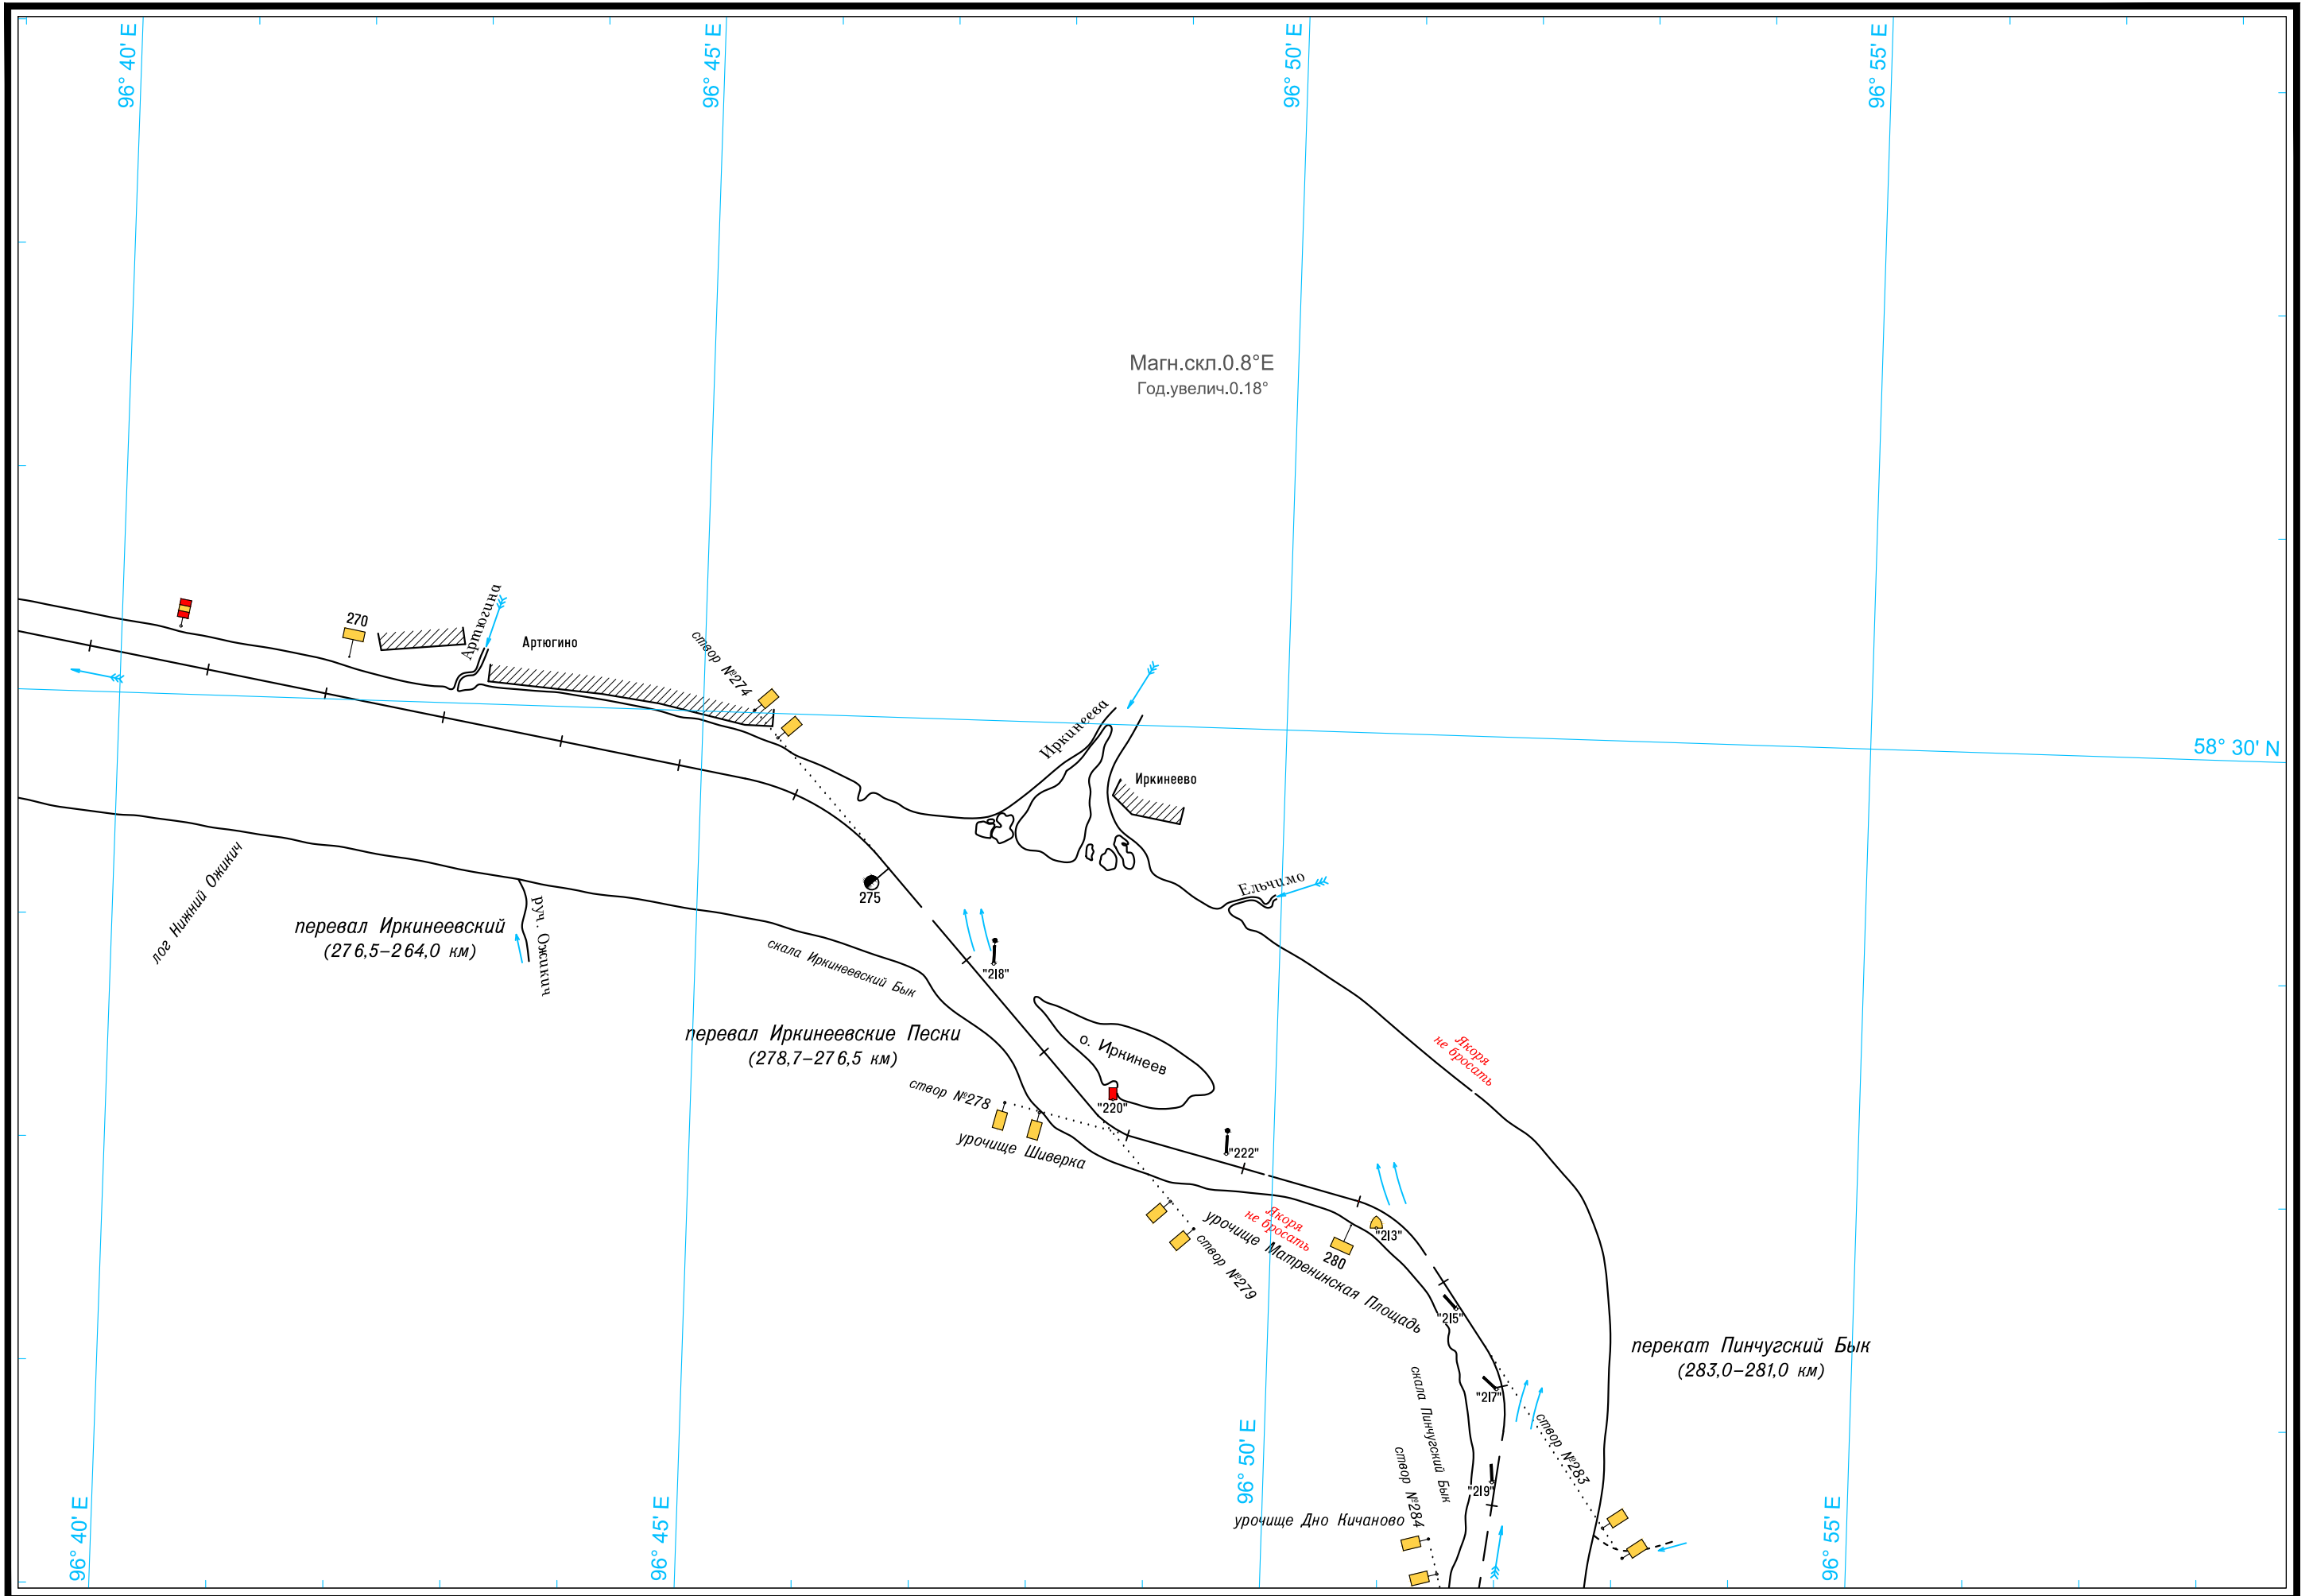 96° 40' E
96° 45' E
96° 50' E
96° 55' E
Магн.скл.0.8°E
Год.увелич.0.18°
270
Артюгина
Артюгино
створ №274
Иркинеева
58° 30' N
Иркинеево
275
Ельчимо
лог Нижний Ожикич
перевал Иркинеевский
(276,5-264,0 км)
руч. Ожикич
скала Иркинеевский Бык
"218"
перевал Иркинеевские Пески
(278,7-276,5 км)
о. Иркинеев
Якоря
не бросать
створ №278
"220"
урочище Шиверка
"222"
Якоря
не бросать
урочище Матренинская Площадь
"213"
280
створ №279
"215"
перекат Пинчугский Бык
(283,0-281,0 км)
"217"
скала Пинчугский Бык
створ №283
створ №284
"219"
урочище Дно Кичаново
96° 40' E
96° 45' E
96° 50' E
96° 55' E